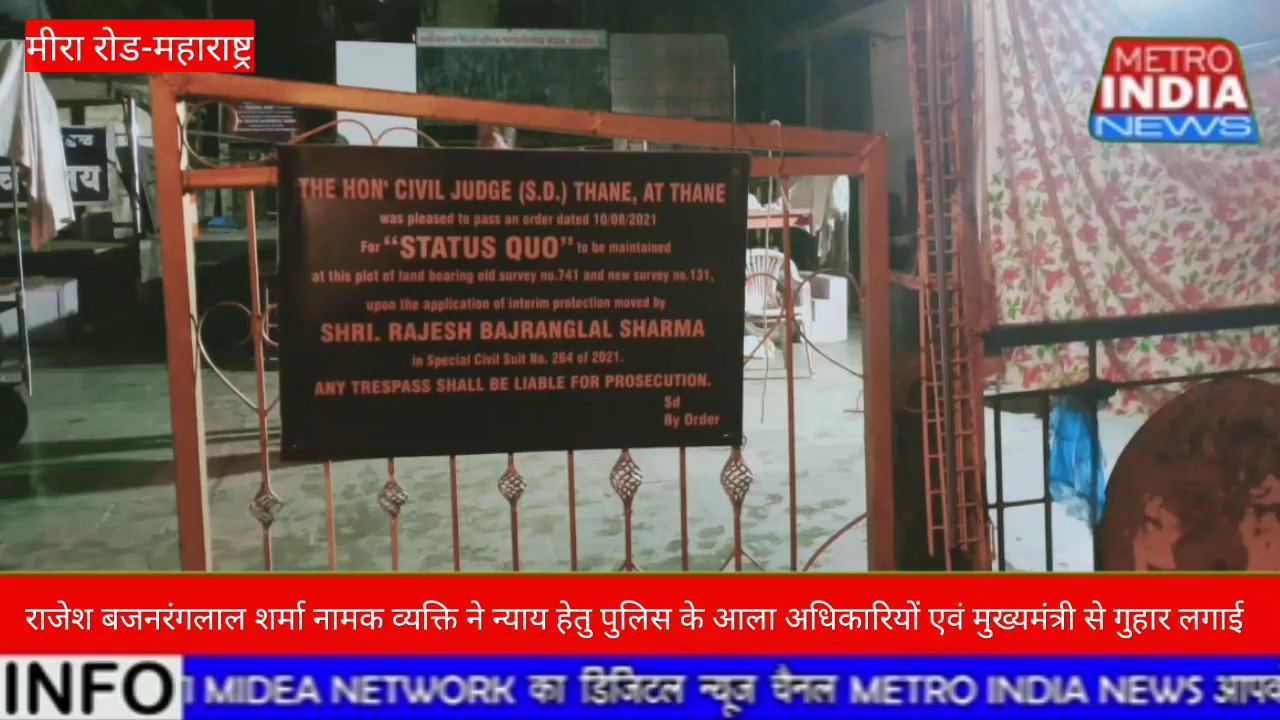 मीरा रोड-महाराष्ट्र
METRO
INDIA
NEWS
THE HON' CIVIL JUDGE (S.D.) THANE, AT THANE
was pleased to pass an order dated 10/08/2021
For “STATUS QUO” to be maintained
at this plot of land bearing old survey no.741 and new survey no.131,
upon the application of interim protection moved by
SHRI. RAJESH BAJRANGLAL SHARMA
in Special Civil Suit No. 264 of 2021.
ANY TRESPASS SHALL BE LIABLE FOR PROSECUTION.
Sd
By Order
राजेश बजनरंगलाल शर्मा नामक व्यक्ति ने न्याय हेतु पुलिस के आला अधिकारियों एवं मुख्यमंत्री से गुहार लगाई
INFO
MIDEA NETWORK का डिजिटल न्यूज़ चैनल METRO INDIA NEWS